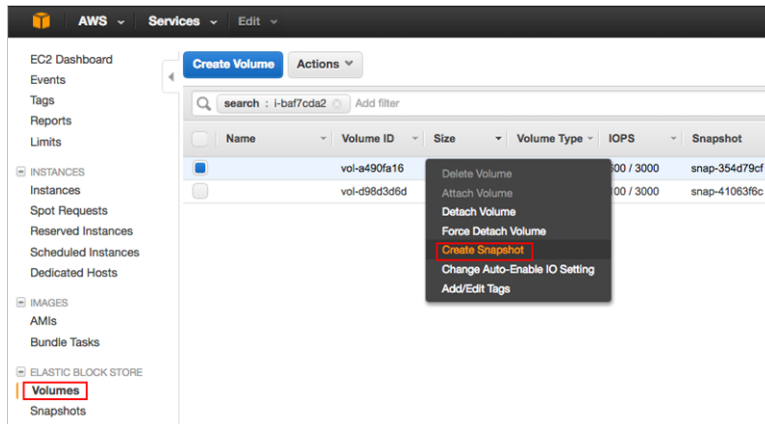 AWS Services Edit
EC2 Dashboard
Events
Tags
Reports
Limits
INSTANCES
Instances
Spot Requests
Reserved Instances
Scheduled Instances
Dedicated Hosts
IMAGES
AMIs
Bundle Tasks
ELASTIC BLOCK STORE
Volumes
Snapshots
Create Volume Actions
search : i-baf7cda2 Add filter
Name Volume ID Size Volume Type IOPS Snapshot
vol-a490fa16 / 3000 snap-354d79cf
vol-d98d3d6d / 3000 snap-41063f6c
Delete Volume
Attach Volume
Detach Volume
Force Detach Volume
Create Snapshot
Change Auto-Enable IO Setting
Add/Edit Tags